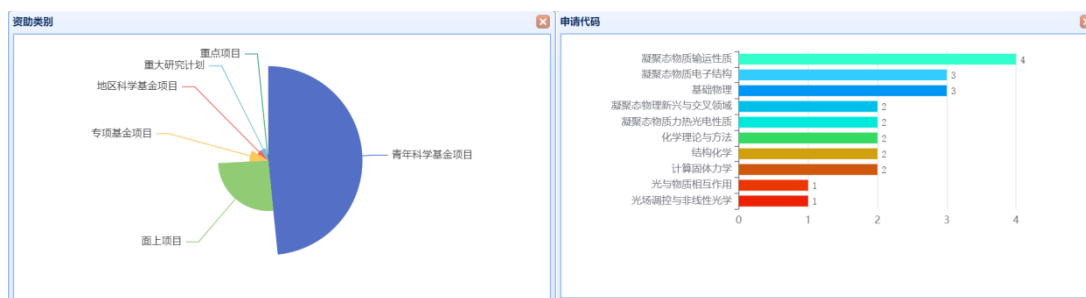 资助类别
重点项目
重大研究计划
地区科学基金项目
专项基金项目
青年科学基金项目
面上项目
申请代码
凝聚态物质输运性质
4
凝聚态物质电子结构
3
基础物理
3
凝聚态物理新兴与交叉领域
2
凝聚态物质力热光电性质
2
化学理论与方法
2
结构化学
2
计算固体力学
2
光与物质相互作用
1
光场调控与非线性光学
1
0 1 2 3 4